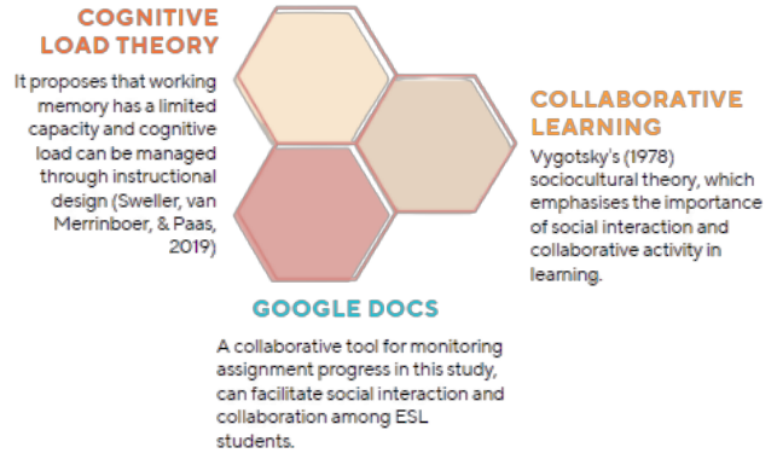 COGNITIVE
LOAD THEORY
It proposes that working
memory has a limited
capacity and cognitive
load can be managed
through instructional
design (Sweller, van
Merrinboer, & Paas,
2019)
COLLABORATIVE
LEARNING
Vygotsky's (1978)
sociocultural theory, which
emphasises the importance
of social interaction and
collaborative activity in
learning.
GOOGLE DOCS
A collaborative tool for monitoring
assignment progress in this study,
can facilitate social interaction and
collaboration among ESL
students.